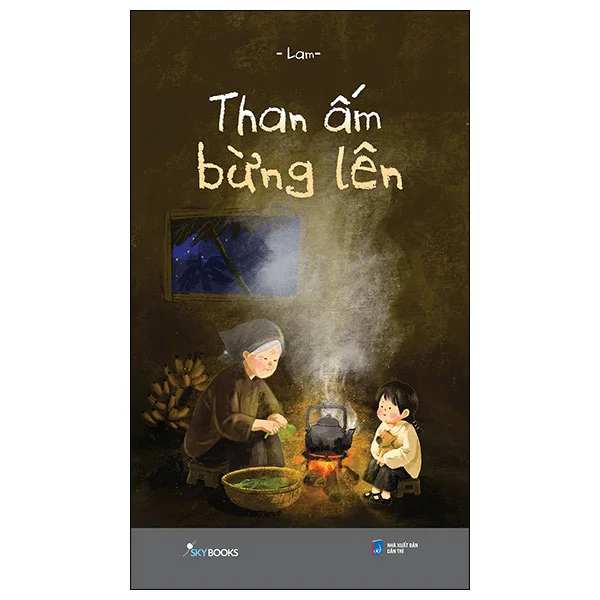 - Lam -
Than ấm
bừng lên
SKYBOOKS
NHÀ XUẤT BẢN
DÂN TRÍ